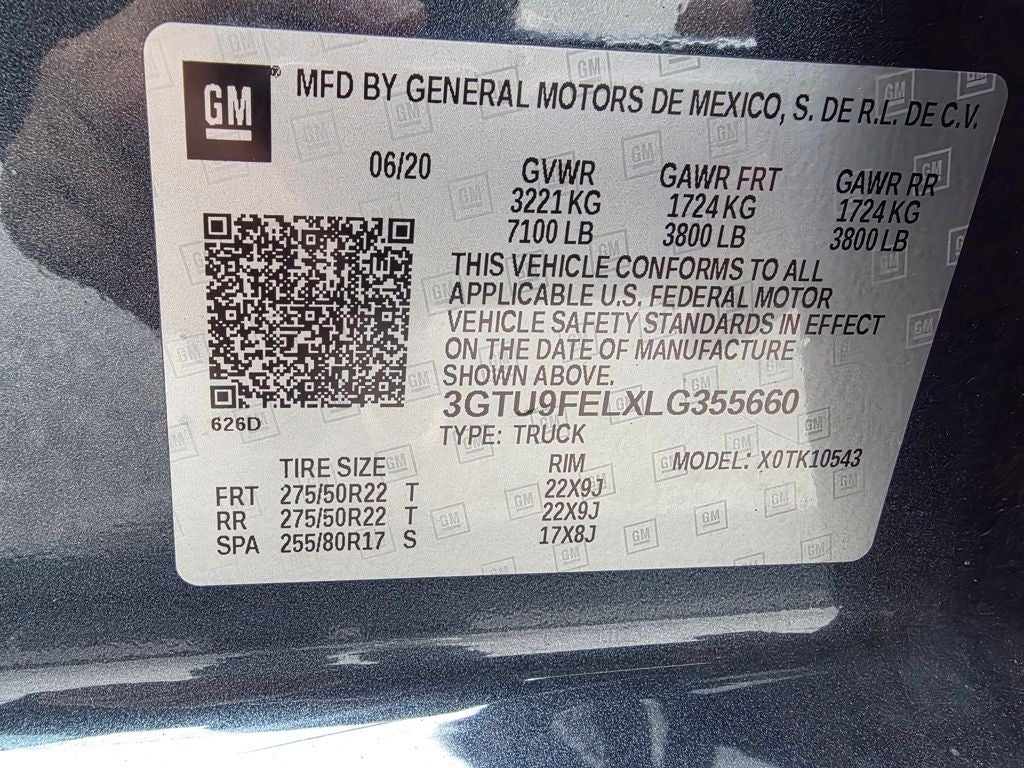 GM
MFD BY GENERAL MOTORS DE MEXICO, S. DE R.L. DE C.V.
06/20 GVWR GAWR FRT GAWR RR
3221 KG 1724 KG 1724 KG
7100 LB 3800 LB 3800 LB
THIS VEHICLE CONFORMS TO ALL
APPLICABLE U.S. FEDERAL MOTOR
VEHICLE SAFETY STANDARDS IN EFFECT
ON THE DATE OF MANUFACTURE
SHOWN ABOVE.
3GTU9FELXLG355660
626D
TYPE: TRUCK
TIRE SIZE RIM MODEL: X0TK10543
FRT 275/50R22 T 22X9J
RR 275/50R22 T 22X9J
SPA 255/80R17 S 17X8J